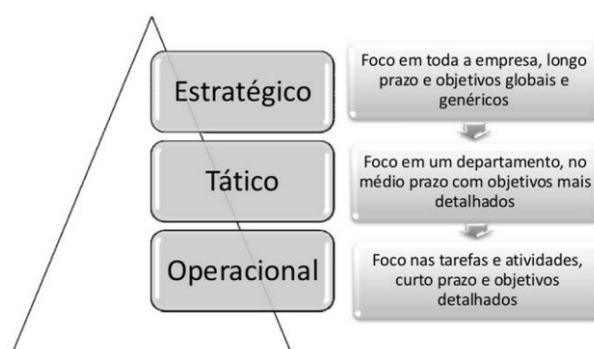 Estratégico
Foco em toda a empresa, longo
prazo e objetivos globais e
genéricos
Tático
Foco em um departamento, no
médio prazo com objetivos mais
detalhados
Operacional
Foco nas tarefas e atividades,
curto prazo e objetivos
detalhados